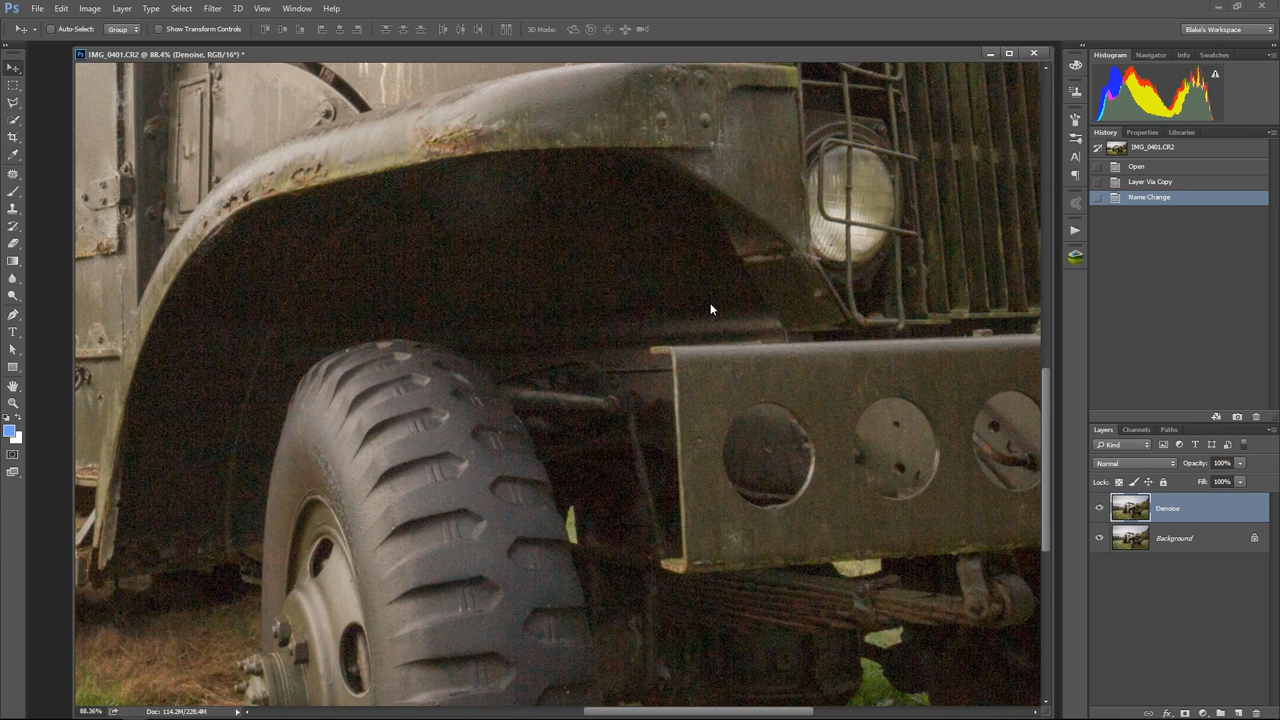 Ps File Edit Image Layer Type Select Filter 3D View Window Help
Auto-Select: Group Show Transform Controls 3D Mode: Blake's Workspace
Ps IMG_0401.CR2 @ 88.4% (Denoise, RGB/16*) *
Histogram Navigator Info Swatches
History Properties Libraries
IMG_0401.CR2
Open
Layer Via Copy
Name Change
Layers Channels Paths
Kind
Normal Opacity: 100%
Lock: Fill: 100%
Denoise
Background
88.36% Doc: 114.2M/228.4M